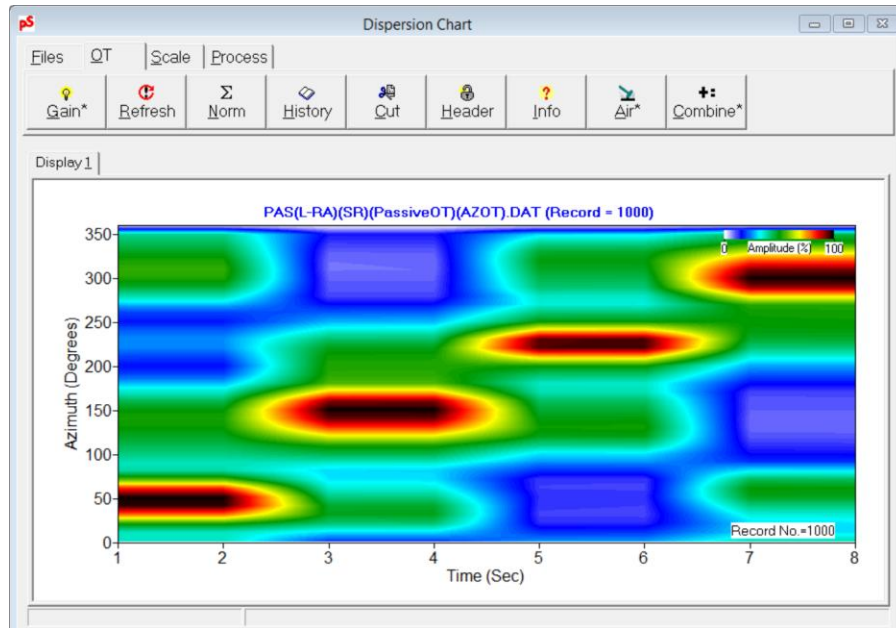 pS Dispersion Chart
Files OT Scale Process
Gain* Refresh Norm History Cut Header Info Air* Combine*
Display 1
PAS(L-RA)(SR)(PassiveOT)(AZOT).DAT (Record = 1000)
0 Amplitude (%) 100
350
300
250
200
150
100
50
0
Azimuth (Degrees)
Record No.=1000
1 2 3 4 5 6 7 8
Time (Sec)